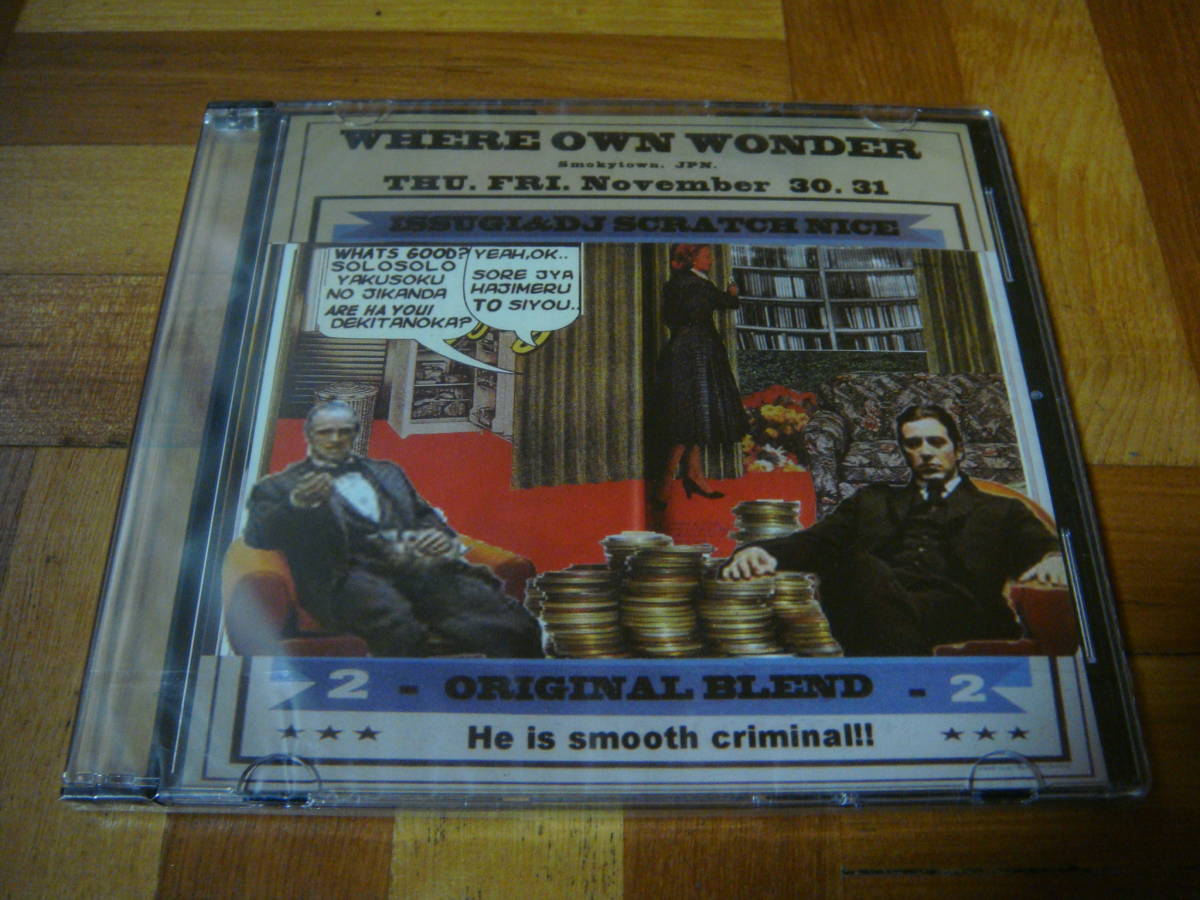 WHERE OWN WONDER
Smokytown. JPN.
THU. FRI. November 30. 31
ISSUGI&DJ SCRATCH NICE
WHATS GOOD?
SOLOSOLO
YAKUSOKU
NO JIKANDA
ARE HA YOUI
DEKITANOKA?
YEAH,OK..
SORE JYA
HAJIMERU
TO SIYOU..
2 - ORIGINAL BLEND - 2
He is smooth criminal!!